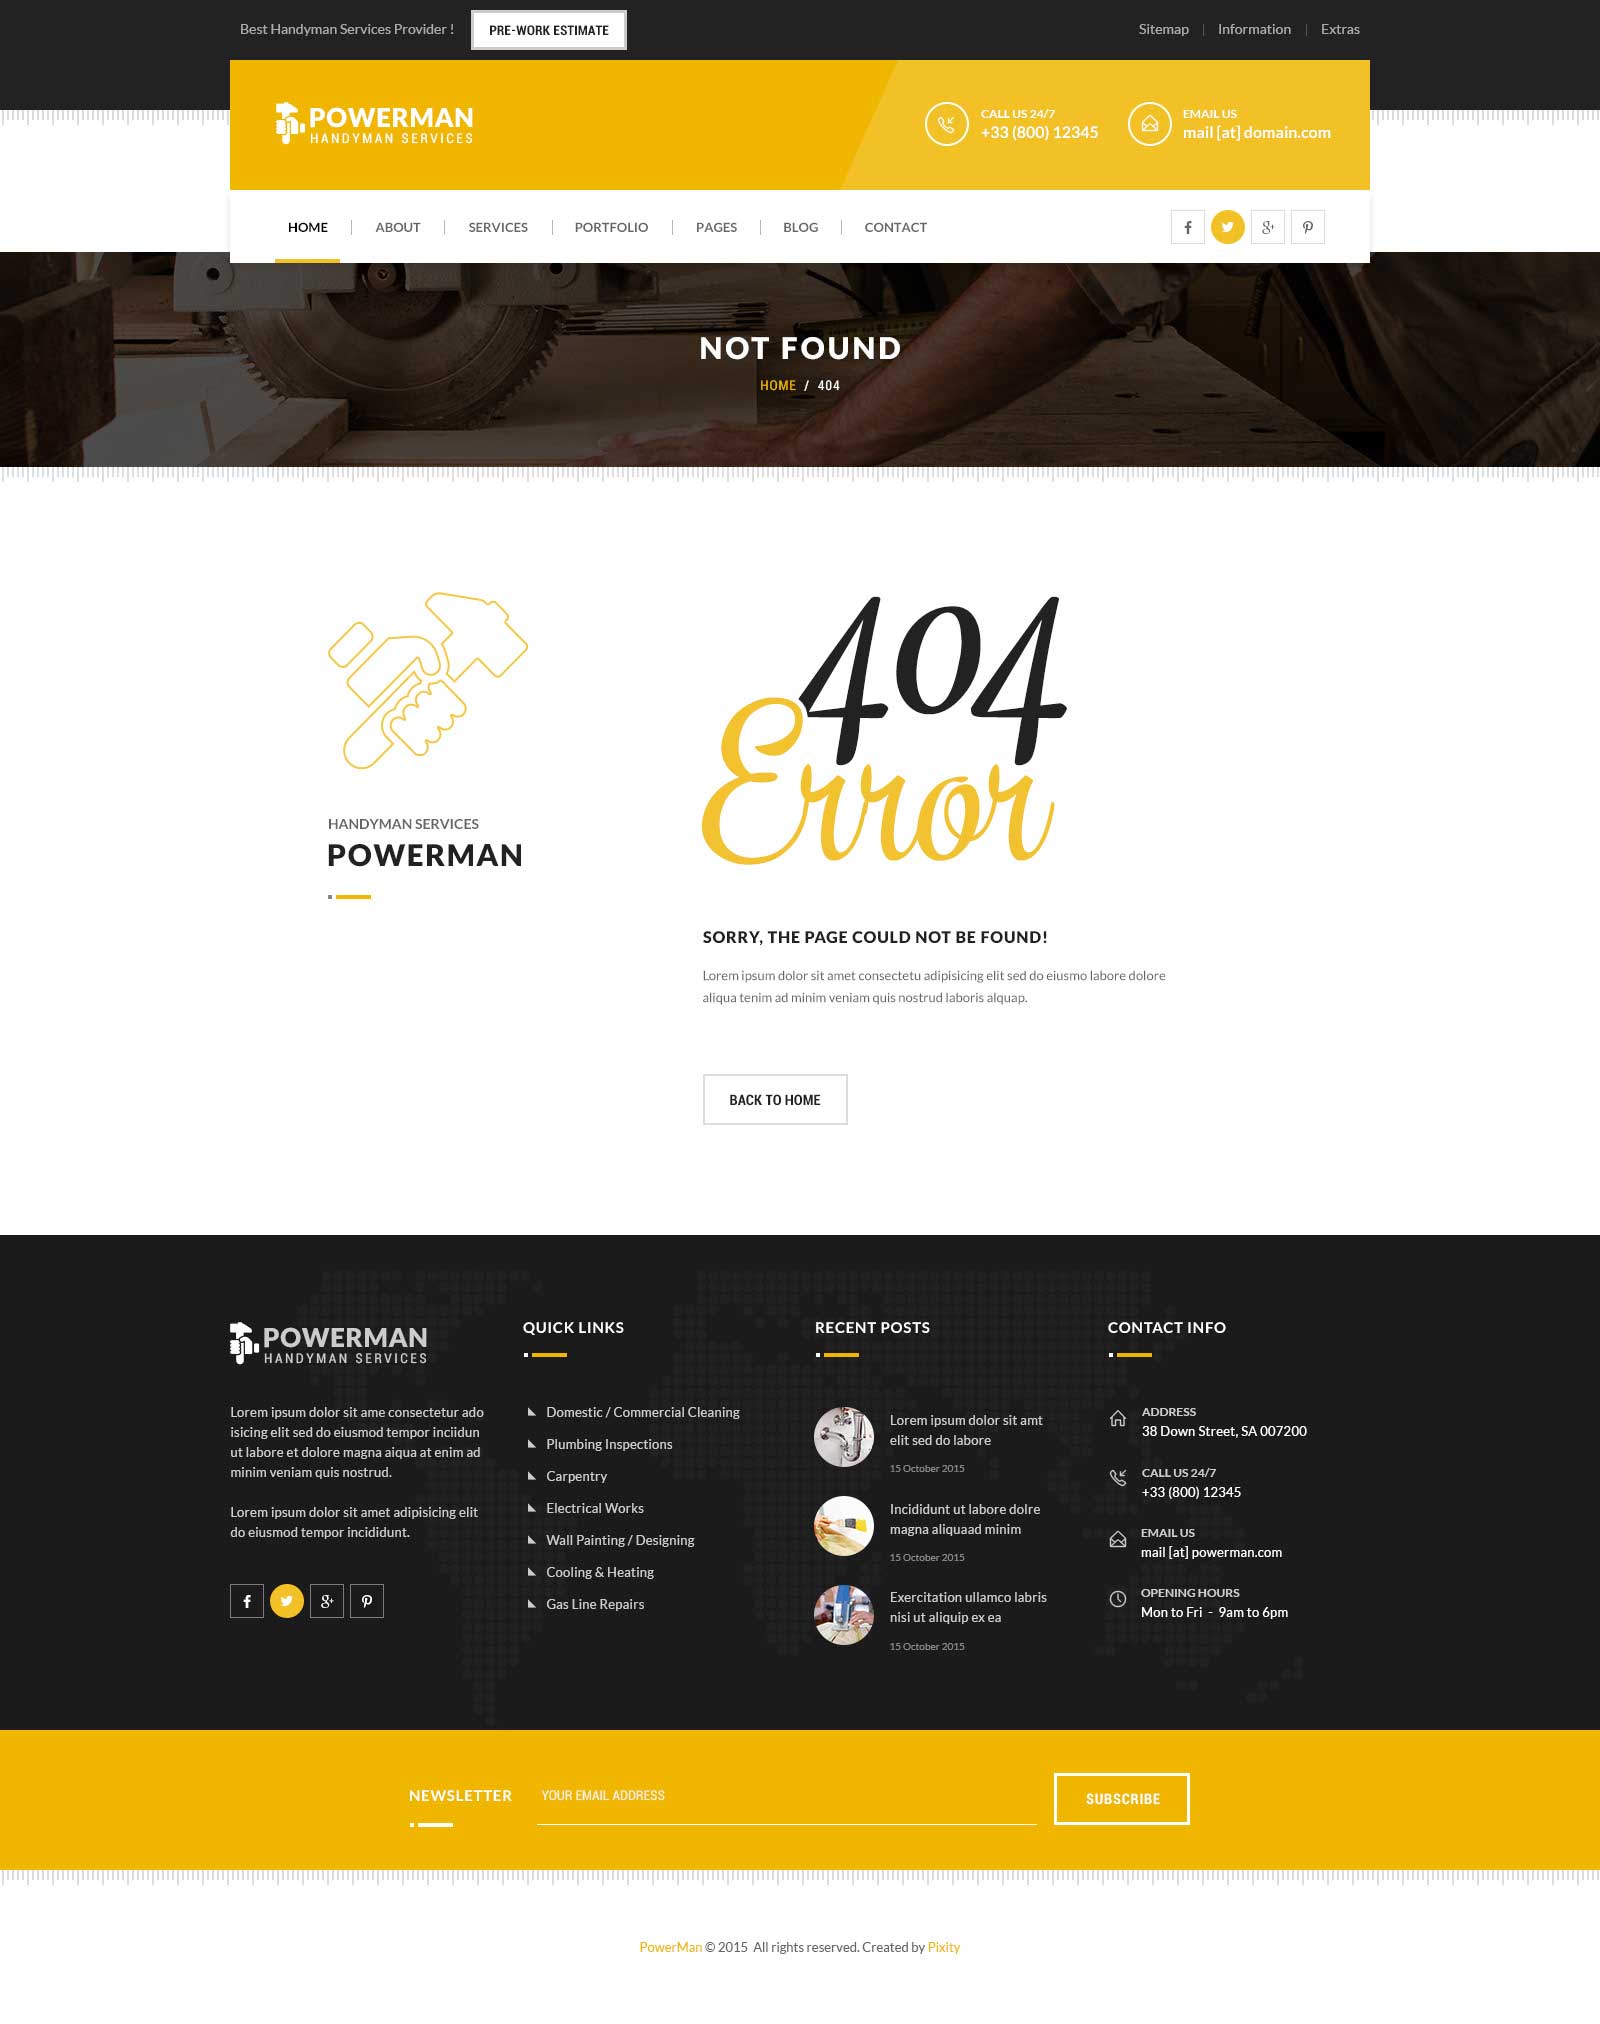 Best Handyman Services Provider !
PRE-WORK ESTIMATE
Sitemap
Information
Extras
POWERMAN
HANDYMAN SERVICES
CALL US 24/7
+33 (800) 12345
EMAIL US
mail [at] domain.com
HOME
ABOUT
SERVICES
PORTFOLIO
PAGES
BLOG
CONTACT
NOT FOUND
HOME / 404
HANDYMAN SERVICES
POWERMAN
404
Error
SORRY, THE PAGE COULD NOT BE FOUND!
Lorem ipsum dolor sit amet consectetu adipisicing elit sed do eiusmo labore dolore
aliqua tenim ad minim veniam quis nostrud laboris alquap.
BACK TO HOME
POWERMAN
HANDYMAN SERVICES
Lorem ipsum dolor sit ame consectetur ado
isicing elit sed do eiusmod tempor inciidun
ut labore et dolore magna aiqua at enim ad
minim veniam quis nostrud.
Lorem ipsum dolor sit amet adipisicing elit
do eiusmod tempor incididunt.
QUICK LINKS
Domestic / Commercial Cleaning
Plumbing Inspections
Carpentry
Electrical Works
Wall Painting / Designing
Cooling & Heating
Gas Line Repairs
RECENT POSTS
Lorem ipsum dolor sit amt
elit sed do labore
15 October 2015
Incididunt ut labore dolre
magna aliquaad minim
15 October 2015
Exercitation ullamco labris
nisi ut aliquip ex ea
15 October 2015
CONTACT INFO
ADDRESS
38 Down Street, SA 007200
CALL US 24/7
+33 (800) 12345
EMAIL US
mail [at] powerman.com
OPENING HOURS
Mon to Fri - 9am to 6pm
NEWSLETTER
YOUR EMAIL ADDRESS
SUBSCRIBE
PowerMan © 2015 All rights reserved. Created by Pixity